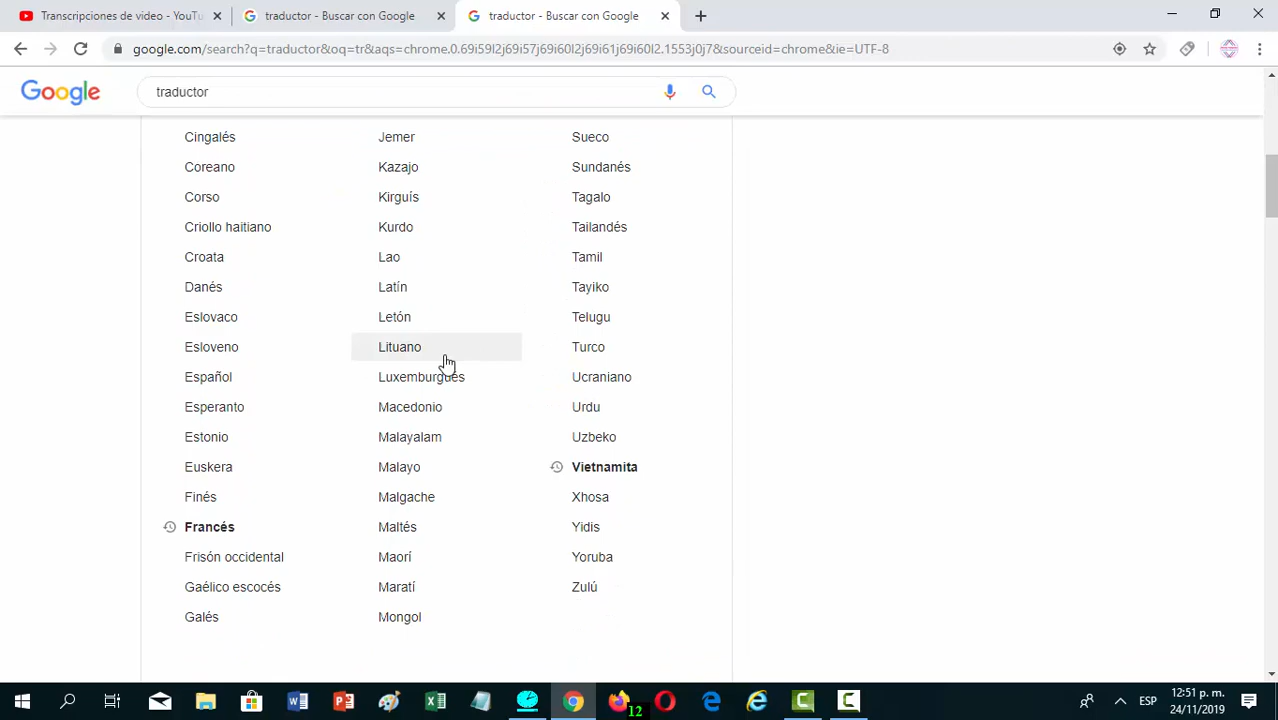 Transcripciones de video - YouTu
traductor - Buscar con Google
traductor - Buscar con Google
google.com/search?q=traductor&oq=tr&aqs=chrome.0.69i59l2j69i57j69i60l2j69i61j69i60l2.1553j0j7&sourceid=chrome&ie=UTF-8
Google
traductor
Cingalés
Coreano
Corso
Criollo haitiano
Croata
Danés
Eslovaco
Esloveno
Español
Esperanto
Estonio
Euskera
Finés
Francés
Frisón occidental
Gaélico escocés
Galés
Jemer
Kazajo
Kirguís
Kurdo
Lao
Latín
Letón
Lituano
Luxemburgués
Macedonio
Malayalam
Malayo
Malgache
Maltés
Maorí
Maratí
Mongol
Sueco
Sundanés
Tagalo
Tailandés
Tamil
Tayiko
Telugu
Turco
Ucraniano
Urdu
Uzbeko
Vietnamita
Xhosa
Yidis
Yoruba
Zulú
12
ESP
12:51 p. m.
24/11/2019